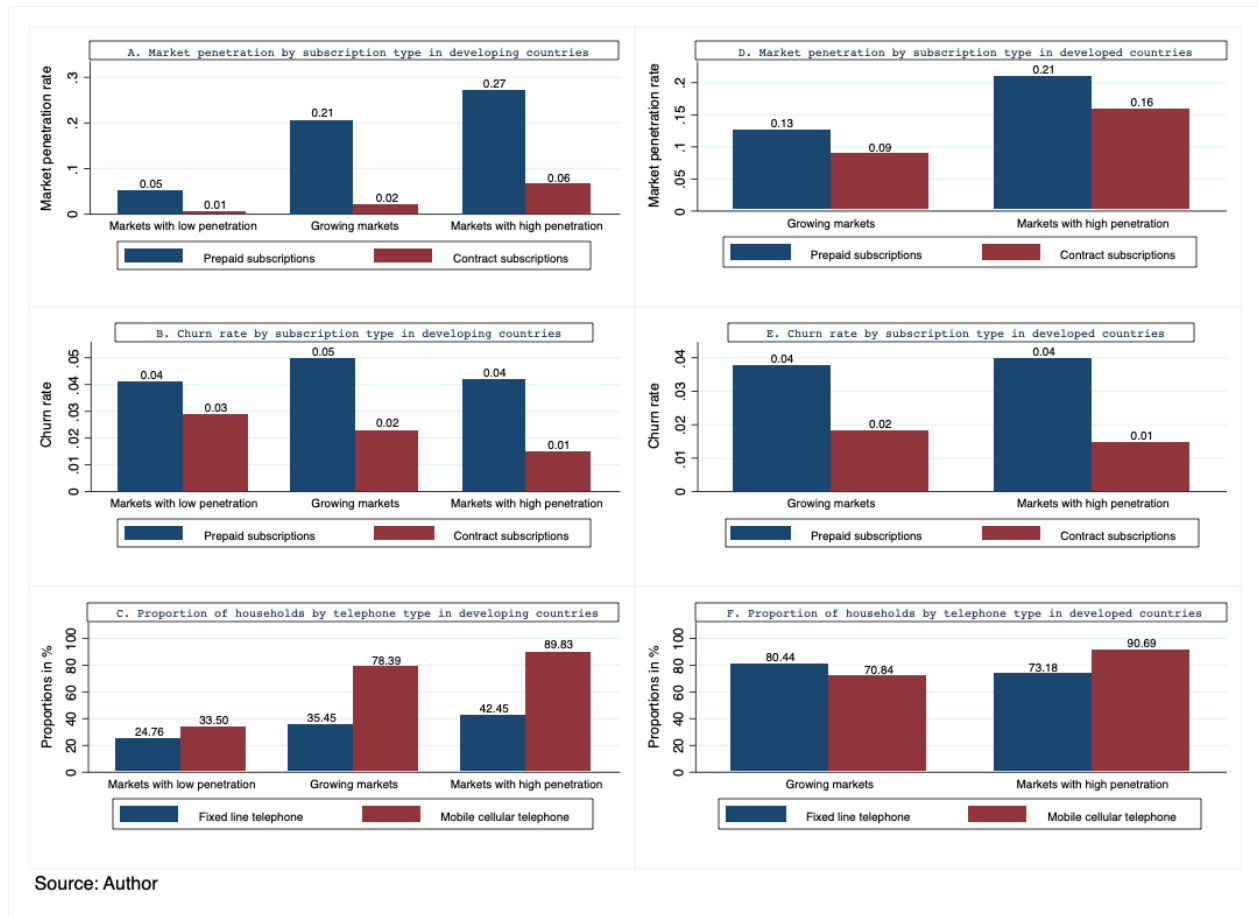 A. Market penetration by subscription type in developing countries
Market penetration rate
.3
.2
.1
0
0.05
0.01
0.21
0.02
0.27
0.06
Markets with low penetration
Growing markets
Markets with high penetration
Prepaid subscriptions
Contract subscriptions
D. Market penetration by subscription type in developed countries
Market penetration rate
.2
.15
.1
.05
0
0.13
0.09
0.21
0.16
Growing markets
Markets with high penetration
Prepaid subscriptions
Contract subscriptions
B. Churn rate by subscription type in developing countries
Churn rate
.05
.04
.03
.02
.01
0
0.04
0.03
0.05
0.02
0.04
0.01
Markets with low penetration
Growing markets
Markets with high penetration
Prepaid subscriptions
Contract subscriptions
E. Churn rate by subscription type in developed countries
Churn rate
.04
.03
.02
.01
0
0.04
0.02
0.04
0.01
Growing markets
Markets with high penetration
Prepaid subscriptions
Contract subscriptions
C. Proportion of households by telephone type in developing countries
Proportions in %
100
80
60
40
20
0
24.76
33.50
35.45
78.39
42.45
89.83
Markets with low penetration
Growing markets
Markets with high penetration
Fixed line telephone
Mobile cellular telephone
F. Proportion of households by telephone type in developed countries
Proportions in %
100
80
60
40
20
0
80.44
70.84
73.18
90.69
Growing markets
Markets with high penetration
Fixed line telephone
Mobile cellular telephone
Source: Author